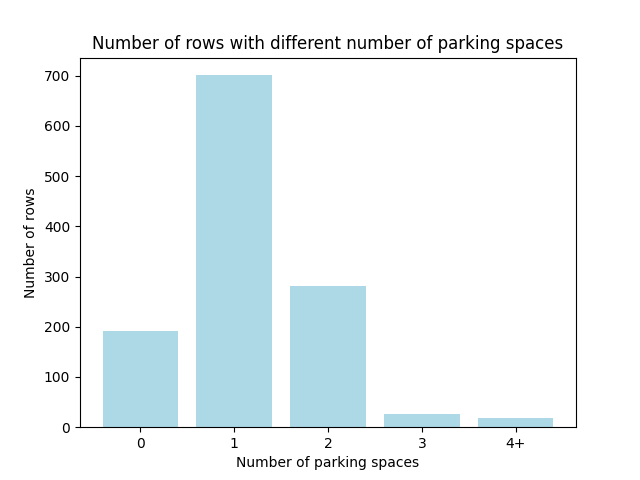 Number of rows with different number of parking spaces
700
600
500
400
300
200
100
0
Number of rows
0 1 2 3 4+
Number of parking spaces